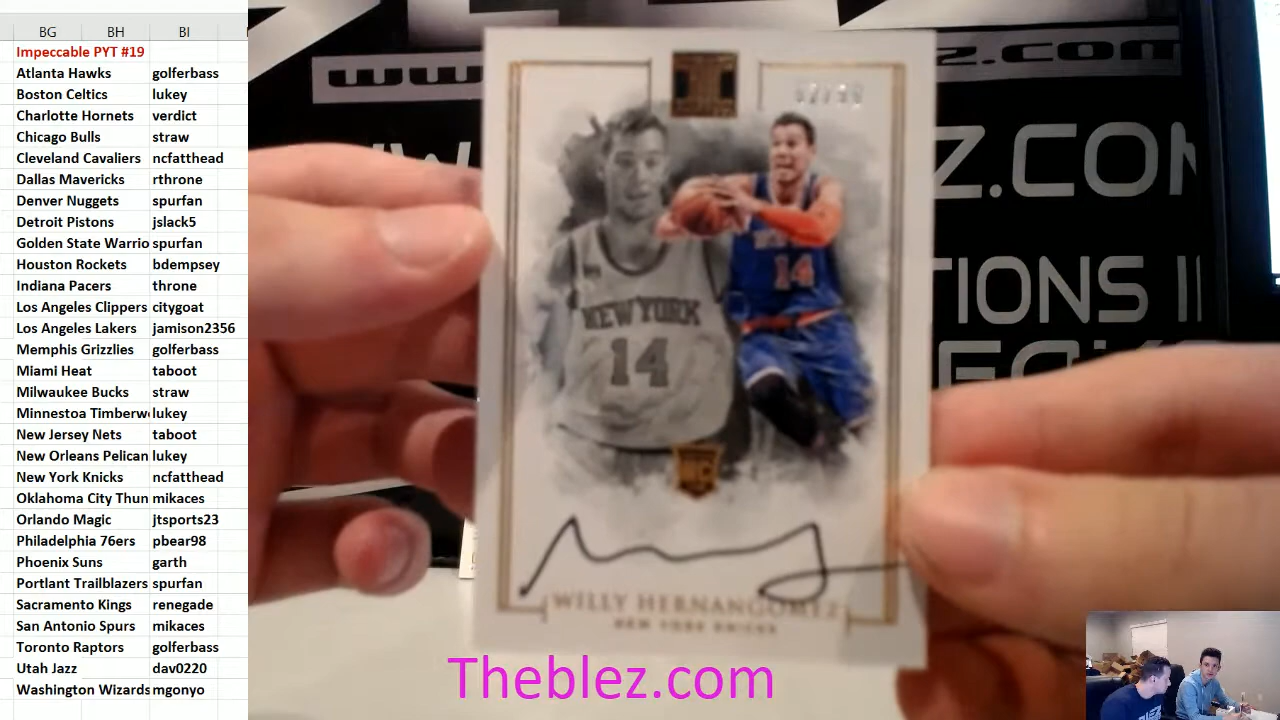 BG BH BI
Impeccable PYT #19
Atlanta Hawks golferbass
Boston Celtics lukey
Charlotte Hornets verdict
Chicago Bulls straw
Cleveland Cavaliers ncfatthead
Dallas Mavericks rthrone
Denver Nuggets spurfan
Detroit Pistons jslack5
Golden State Warrio spurfan
Houston Rockets bdempsey
Indiana Pacers throne
Los Angeles Clippers citygoat
Los Angeles Lakers jamison2356
Memphis Grizzlies golferbass
Miami Heat taboot
Milwaukee Bucks straw
Minnestoa Timberw lukey
New Jersey Nets taboot
New Orleans Pelican lukey
New York Knicks ncfatthead
Oklahoma City Thun mikaces
Orlando Magic jtsports23
Philadelphia 76ers pbear98
Phoenix Suns garth
Portlant Trailblazers spurfan
Sacramento Kings renegade
San Antonio Spurs mikaces
Toronto Raptors golferbass
Utah Jazz dav0220
Washington Wizards mgonyo
www
z.com
Z.COM
TIONS
NEW YORK
14
14
WILLY HERNANGOMEZ
NEW YORK KNICKS
Theblez.com